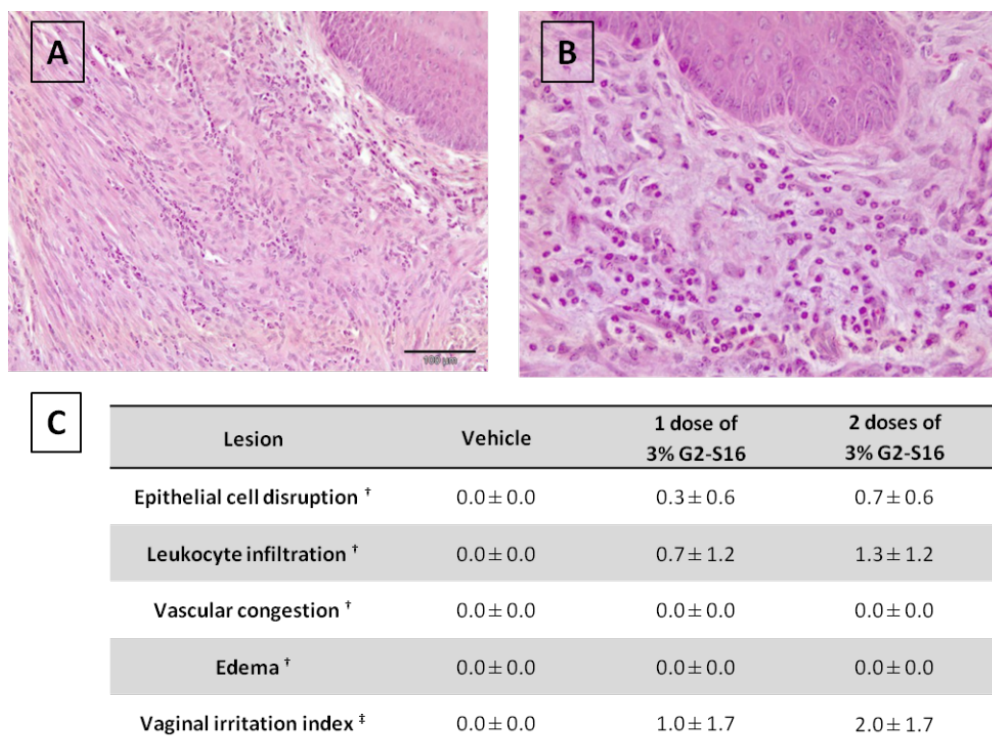 A
B
100 µm
C
Lesion Vehicle 1 dose of 3% G2-S16 2 doses of 3% G2-S16
Epithelial cell disruption † 0.0 ± 0.0 0.3 ± 0.6 0.7 ± 0.6
Leukocyte infiltration † 0.0 ± 0.0 0.7 ± 1.2 1.3 ± 1.2
Vascular congestion † 0.0 ± 0.0 0.0 ± 0.0 0.0 ± 0.0
Edema † 0.0 ± 0.0 0.0 ± 0.0 0.0 ± 0.0
Vaginal irritation index ‡ 0.0 ± 0.0 1.0 ± 1.7 2.0 ± 1.7